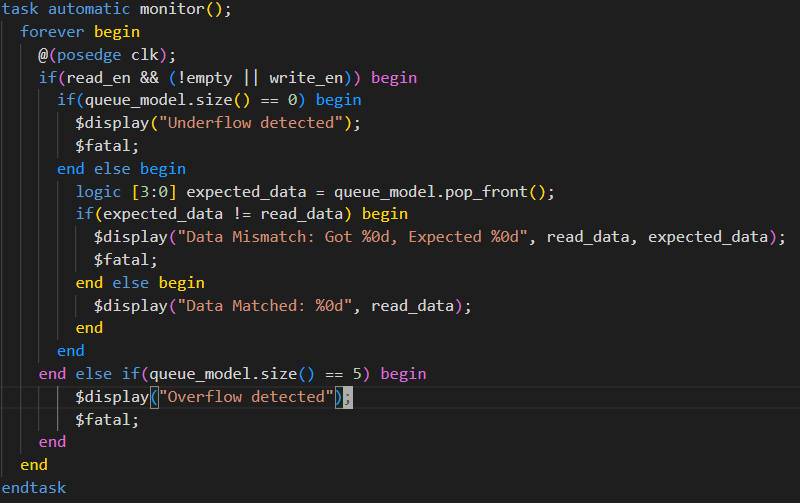 task automatic monitor();
  forever begin
    @(posedge clk);
    if(read_en && (!empty || write_en)) begin
      if(queue_model.size() == 0) begin
        $display("Underflow detected");
        $fatal;
      end else begin
        logic [3:0] expected_data = queue_model.pop_front();
        if(expected_data != read_data) begin
          $display("Data Mismatch: Got %0d, Expected %0d", read_data, expected_data);
          $fatal;
        end else begin
          $display("Data Matched: %0d", read_data);
        end
      end
    end else if(queue_model.size() == 5) begin
        $display("Overflow detected");
        $fatal;
    end
  end
endtask